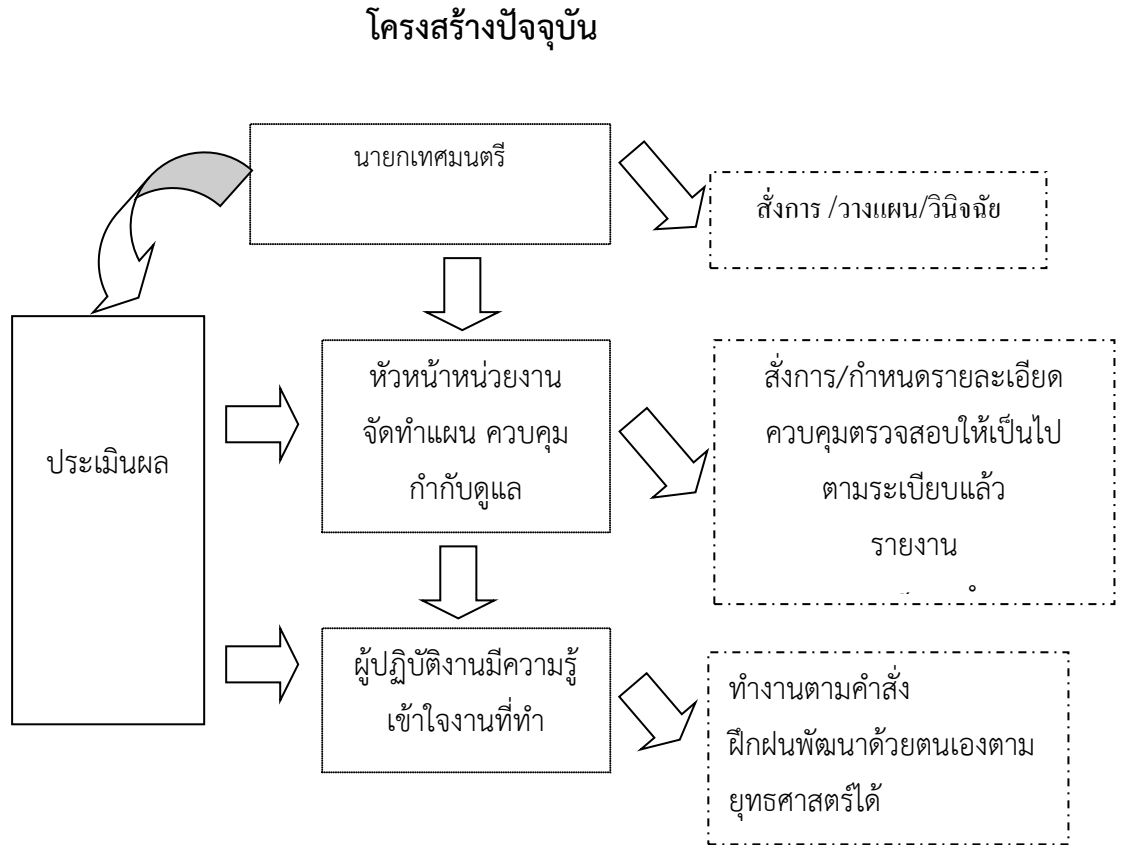 โครงสร้างปัจจุบัน
นายกเทศมนตรี
สั่งการ /วางแผน/วินิจฉัย
ประเมินผล
หัวหน้าหน่วยงาน
จัดทำแผน ควบคุม
กำกับดูแล
สั่งการ/กำหนดรายละเอียด
ควบคุมตรวจสอบให้เป็นไป
ตามระเบียบแล้ว
รายงาน
ผู้ปฏิบัติงานมีความรู้
เข้าใจงานที่ทำ
ทำงานตามคำสั่ง
ฝึกฝนพัฒนาด้วยตนเองตาม
ยุทธศาสตร์ได้